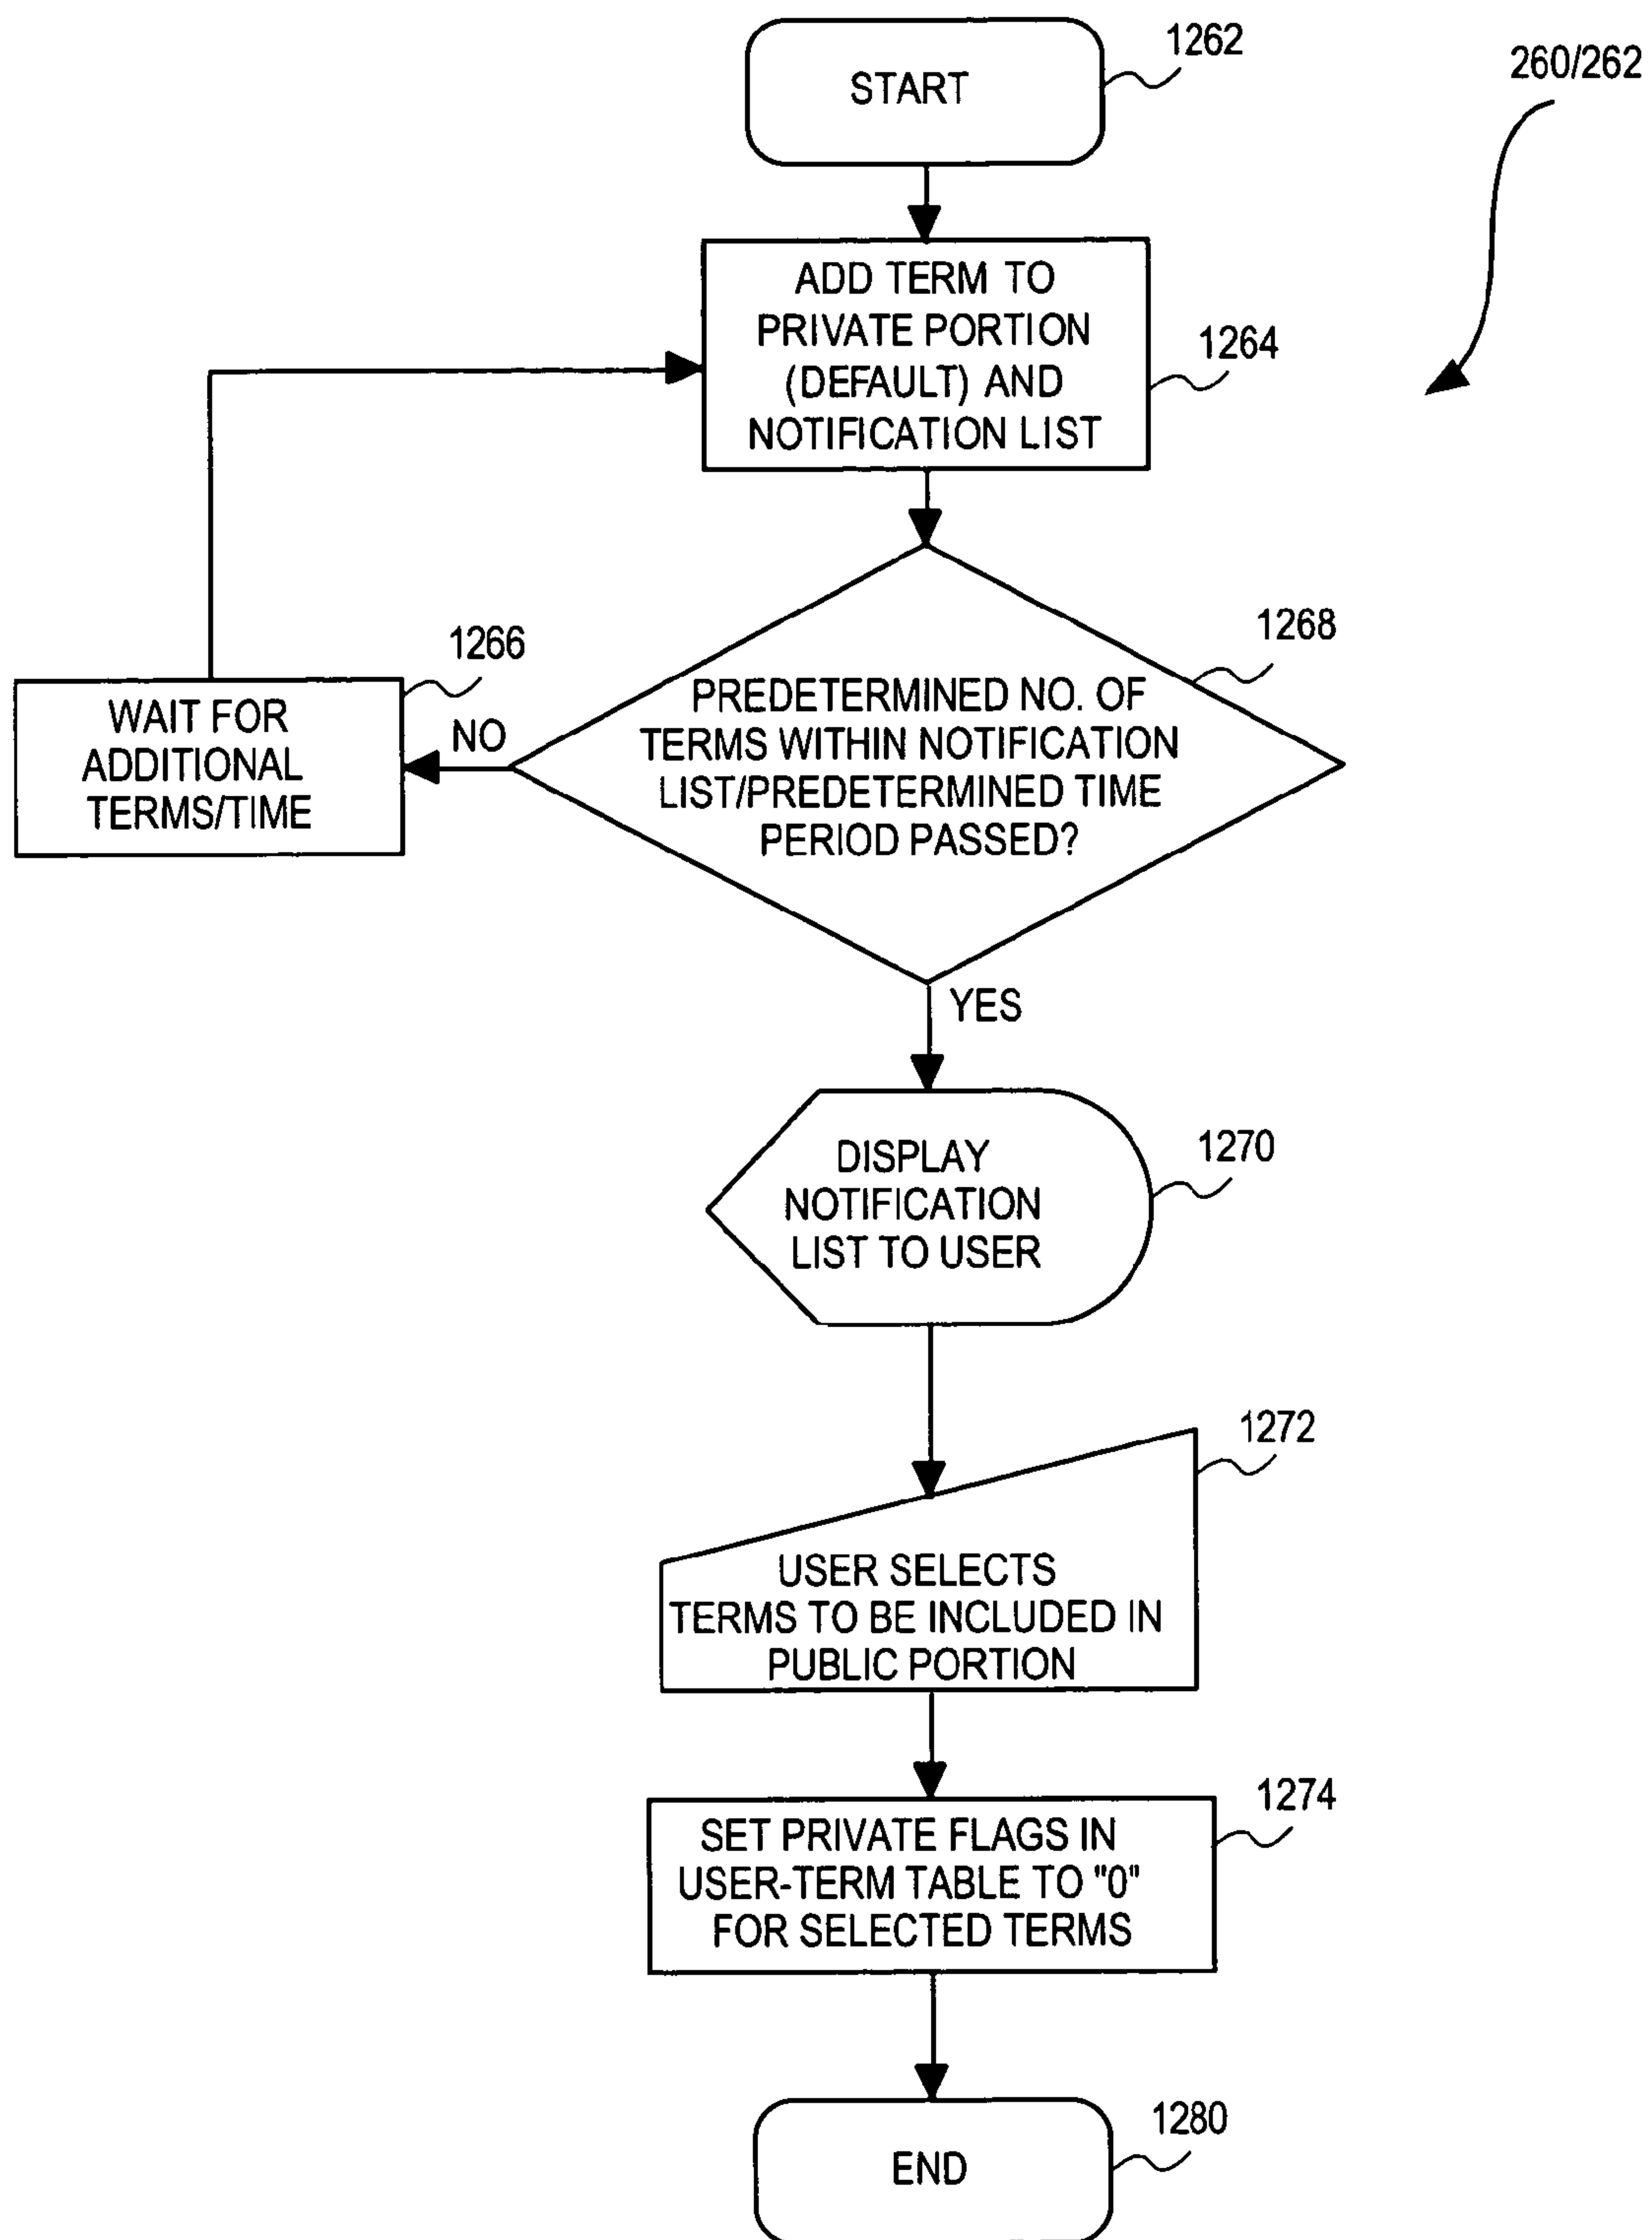 1262
START
260/262
ADD TERM TO
PRIVATE PORTION
(DEFAULT) AND
NOTIFICATION LIST
1264
1266
WAIT FOR
ADDITIONAL
TERMS/TIME
NO
1268
PREDETERMINED NO. OF
TERMS WITHIN NOTIFICATION
LIST/PREDETERMINED TIME
PERIOD PASSED?
YES
DISPLAY
NOTIFICATION
LIST TO USER
1270
1272
USER SELECTS
TERMS TO BE INCLUDED IN
PUBLIC PORTION
1274
SET PRIVATE FLAGS IN
USER-TERM TABLE TO "0"
FOR SELECTED TERMS
1280
END